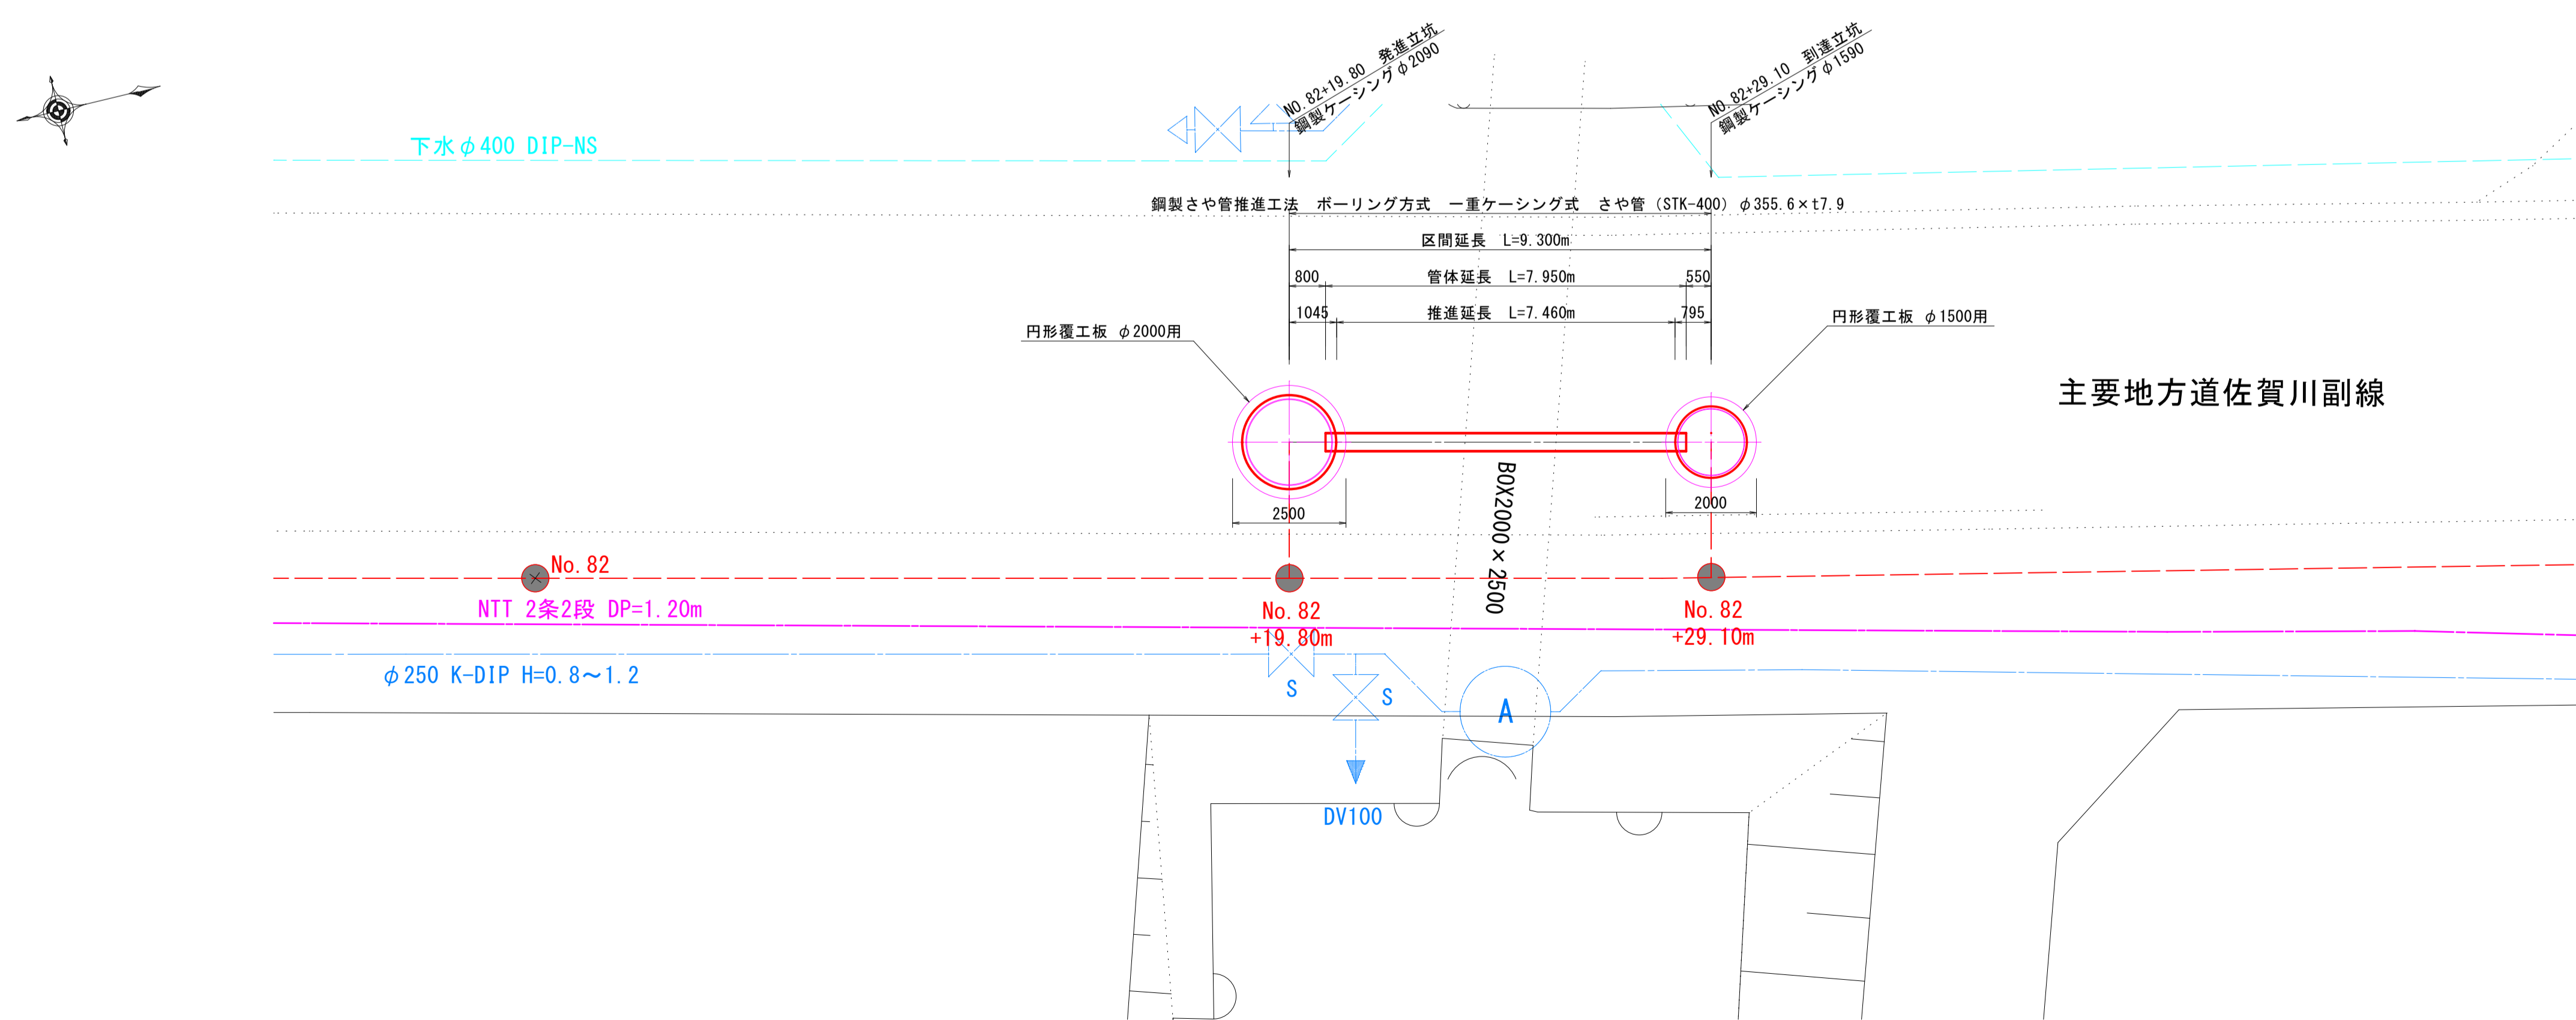 NO.82+19.80　発進立坑
鋼製ケーシングφ2090
NO.82+29.10　到達立坑
鋼製ケーシングφ1590
下水φ400 DIP-NS
鋼製さや管推進工法　ボーリング方式　一重ケーシング式　さや管（STK-400）φ355.6×t7.9
区間延長　L=9.300m
800
管体延長　L=7.950m
550
1045
推進延長　L=7.460m
795
円形覆工板 φ2000用
円形覆工板 φ1500用
主要地方道佐賀川副線
2500
2000
BOX2000×2500
No.82
NTT 2条2段 DP=1.20m
No.82
+19.80m
No.82
+29.10m
φ250 K-DIP H=0.8～1.2
S
S
A
DV100